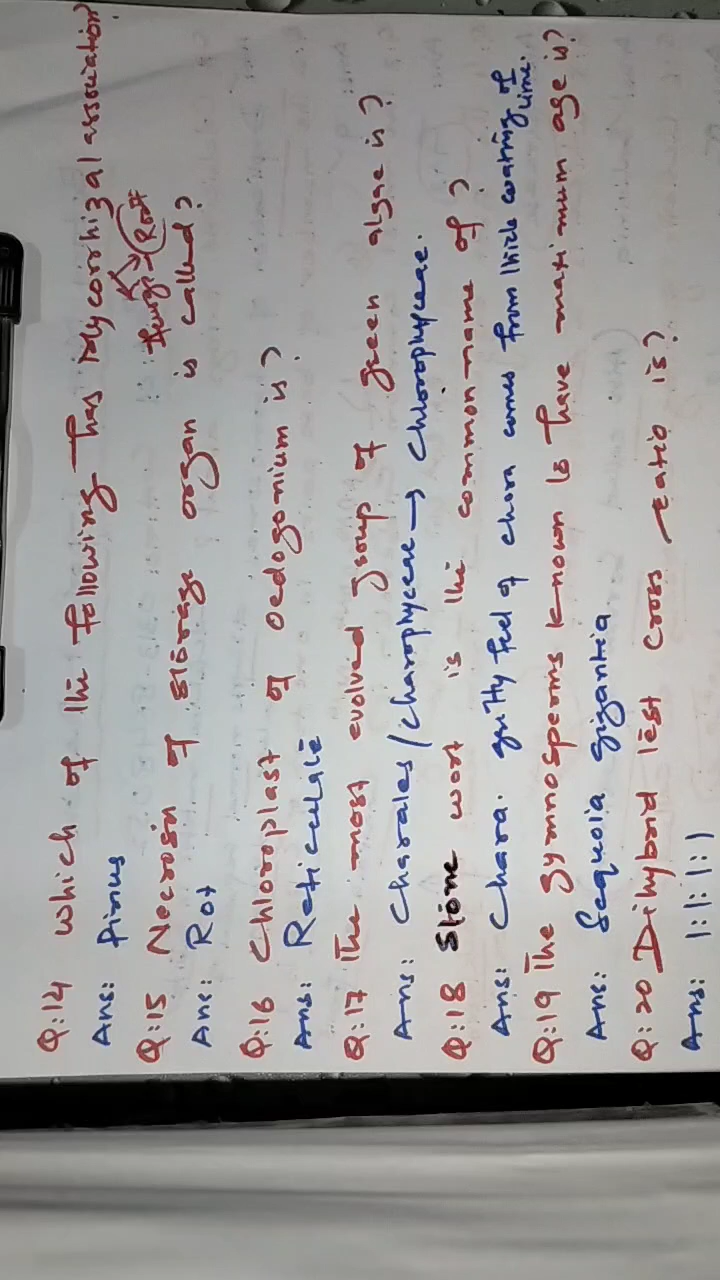 Q:14 which of the following has Mycorrhizal association
Fungi Root
Ans: Pinus
Q:15 Necrosis of storage organ is called?
Ans: Rot
Q:16 Chloroplast of oedogonium is?
Ans: Reticulate
Q:17 The most evolved group of green algae is?
Ans: Charales/Charophyceae → Chlorophyceae.
Q:18 Stone wort is the common name of?
Ans: Chara. gritty feel of chara comes from thick coating of lime.
Q:19 The gymnosperms known to have maximum age is?
Ans: Sequoia gigantia
Q:20 Dihybrid test cross ratio is?
Ans: 1:1:1:1